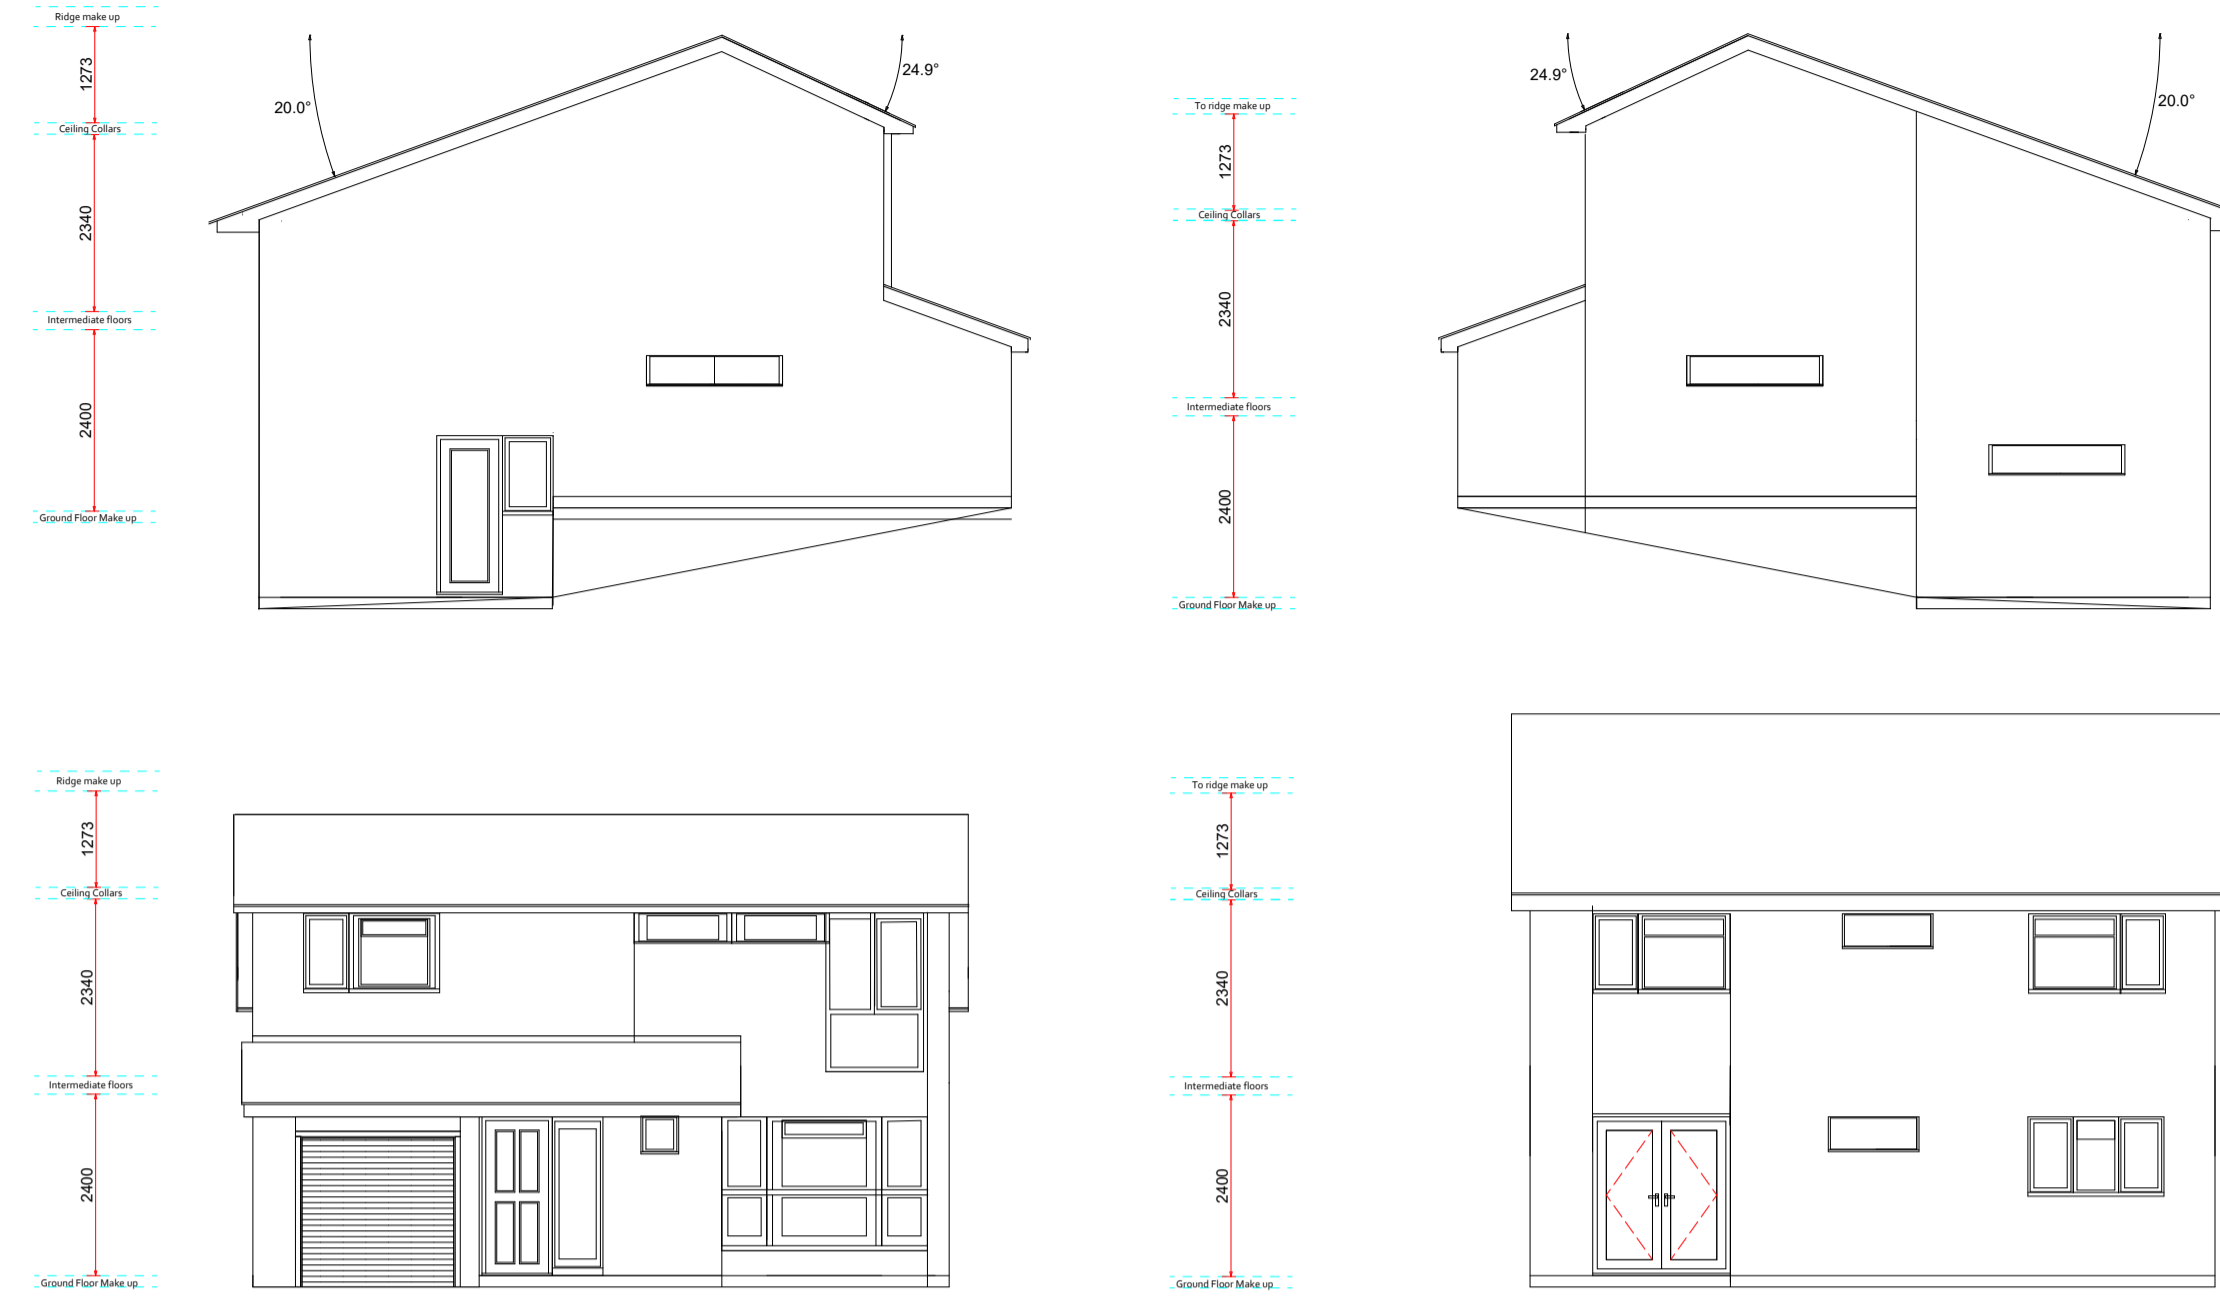 Ridge make up
1273
Ceiling Collars
2340
Intermediate floors
2400
Ground Floor Make up
20.0°
24.9°
To ridge make up
1273
Ceiling Collars
2340
Intermediate floors
2400
Ground Floor Make up
24.9°
20.0°
Ridge make up
1273
Ceiling Collars
2340
Intermediate floors
2400
Ground Floor Make up
To ridge make up
1273
Ceiling Collars
2340
Intermediate floors
2400
Ground Floor Make up